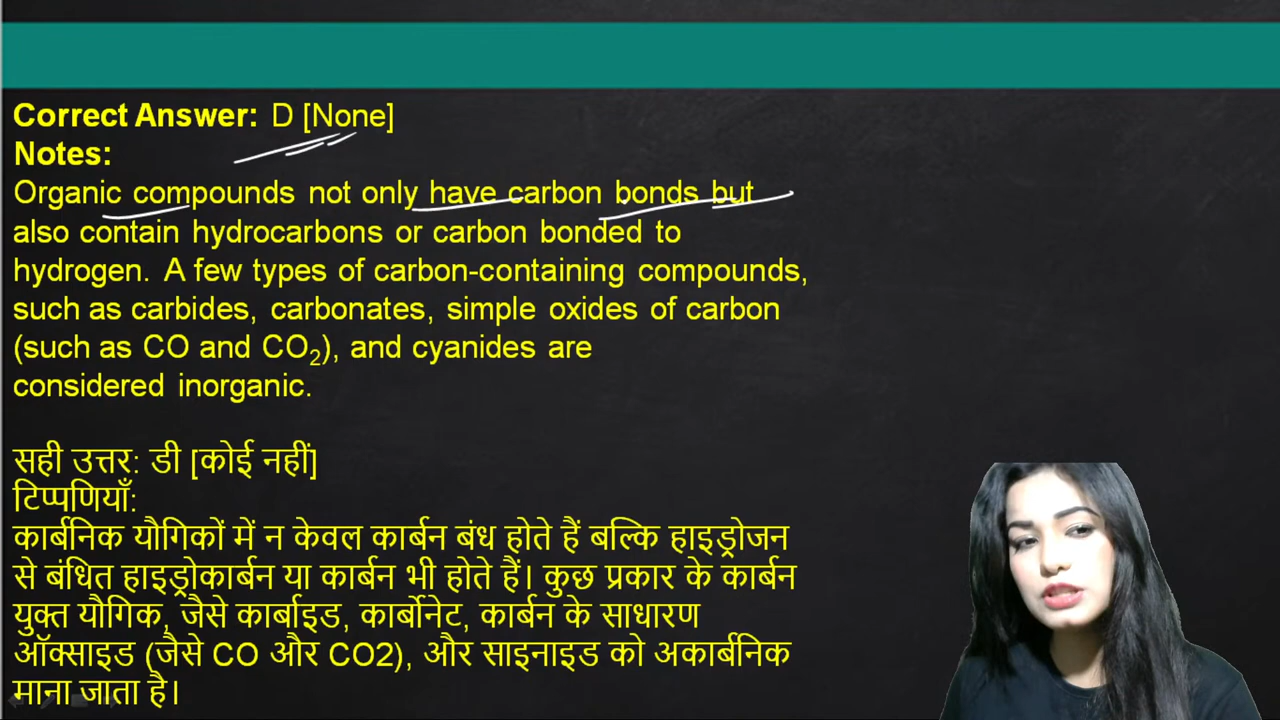 Correct Answer: D [None]
Notes:
Organic compounds not only have carbon bonds but
also contain hydrocarbons or carbon bonded to
hydrogen. A few types of carbon-containing compounds,
such as carbides, carbonates, simple oxides of carbon
(such as CO and CO₂), and cyanides are
considered inorganic.
सही उत्तर: डी [कोई नहीं]
टिप्पणियाँ:
कार्बनिक यौगिकों में न केवल कार्बन बंध होते हैं बल्कि हाइड्रोजन
से बंधित हाइड्रोकार्बन या कार्बन भी होते हैं। कुछ प्रकार के कार्बन
युक्त यौगिक, जैसे कार्बाइड, कार्बोनेट, कार्बन के साधारण
ऑक्साइड (जैसे CO और CO2), और साइनाइड को अकार्बनिक
माना जाता है।